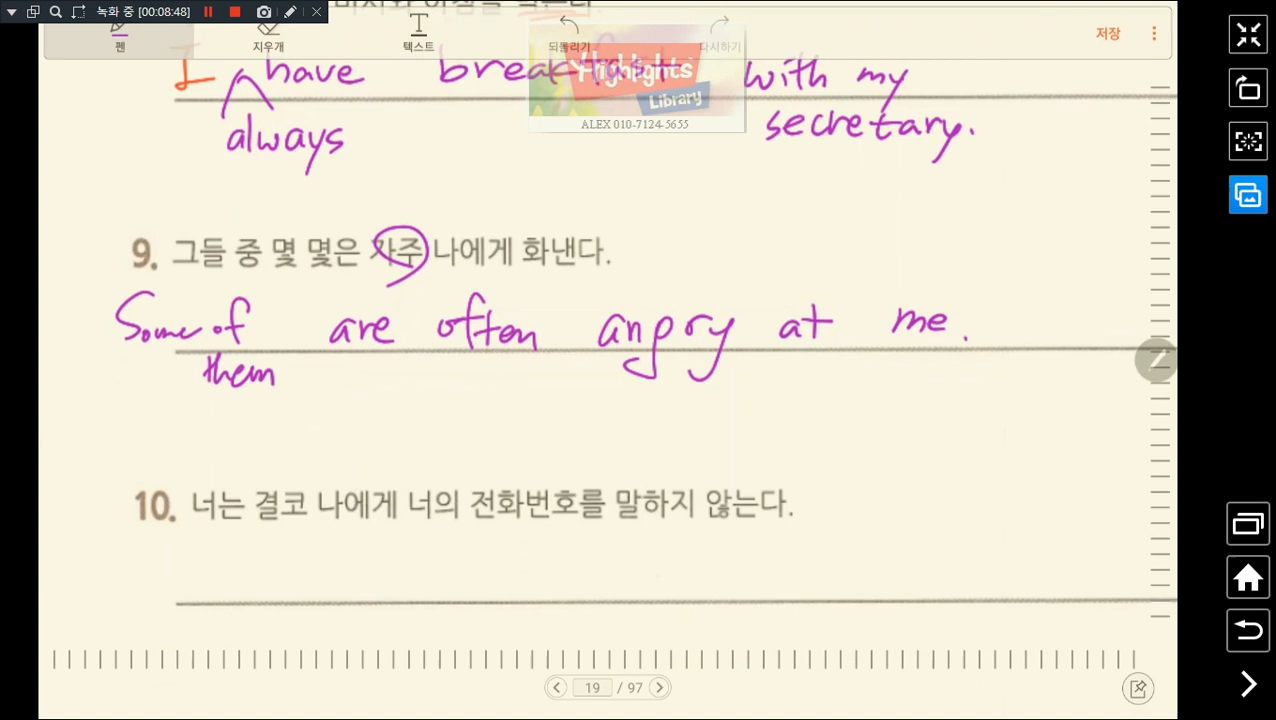 녹화 중 [00:08:48]
펜 지우개 텍스트 되돌리기 다시하기 저장
I have breakfast with my
always secretary.
Highlights
Library
ALEX 010-7124-5655
9. 그들 중 몇 몇은 자주 나에게 화낸다.
Some of are often angry at me.
them
10. 너는 결코 나에게 너의 전화번호를 말하지 않는다.
19 / 97